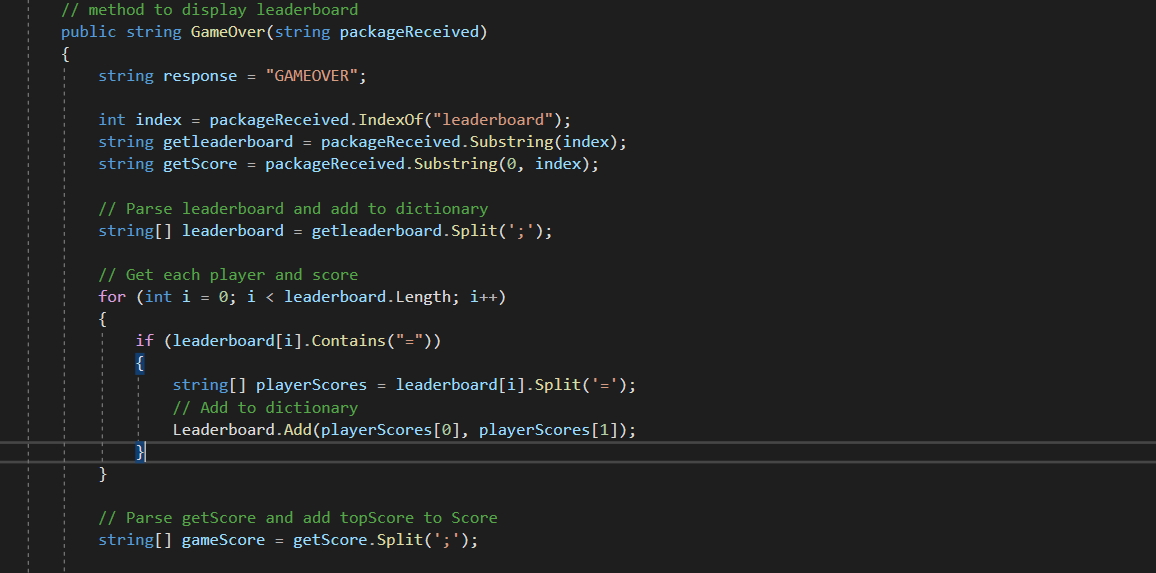 // method to display leaderboard
public string GameOver(string packageReceived)
{
string response = "GAMEOVER";
int index = packageReceived.IndexOf("leaderboard");
string getleaderboard = packageReceived.Substring(index);
string getScore = packageReceived.Substring(0, index);
// Parse leaderboard and add to dictionary
string[] leaderboard = getleaderboard.Split(';');
// Get each player and score
for (int i = 0; i < leaderboard.Length; i++)
{
if (leaderboard[i].Contains("="))
{
string[] playerScores = leaderboard[i].Split('=');
// Add to dictionary
Leaderboard.Add(playerScores[0], playerScores[1]);
}
}
// Parse getScore and add topScore to Score
string[] gameScore = getScore.Split(';');